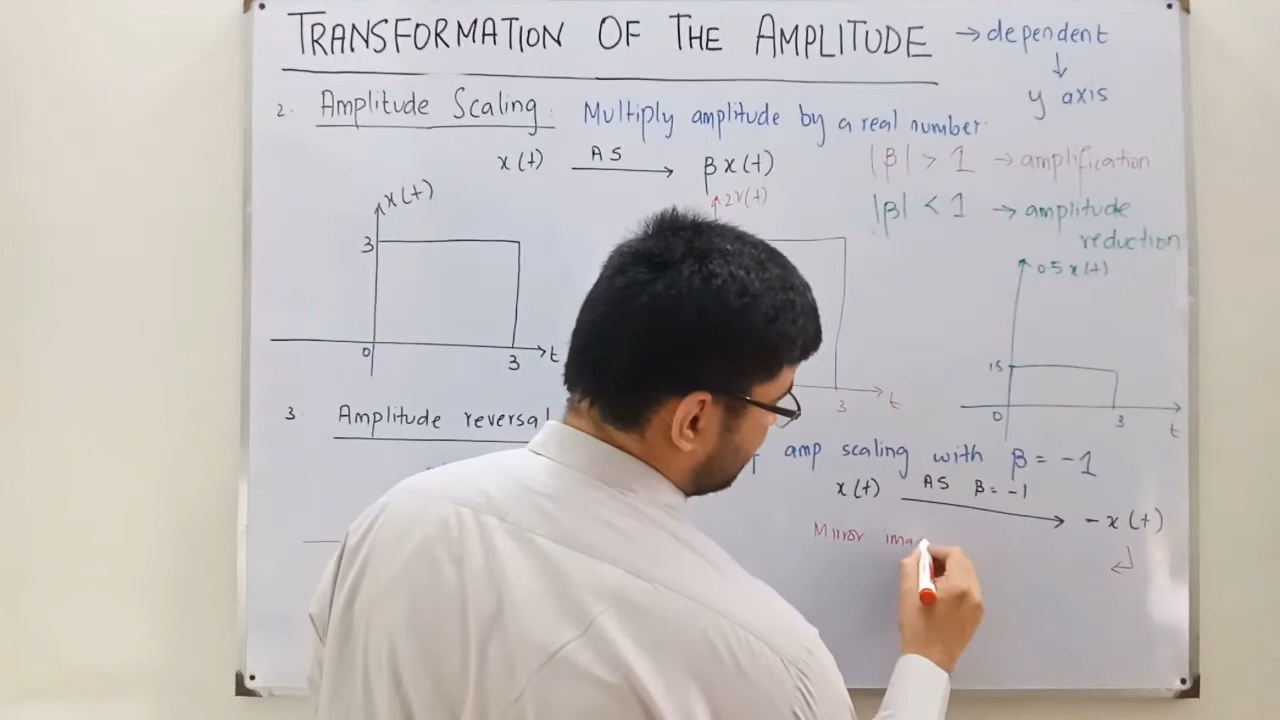 TRANSFORMATION OF THE AMPLITUDE → dependent
↓
y axis
2. Amplitude Scaling: Multiply amplitude by a real number.
x(t) AS → βx(t)
|β| > 1 → amplification
|β| < 1 → amplitude
reduction
x(t)
3
0
3
t
2x(t)
3
t
0.5x(t)
1.5
0
3
t
3. Amplitude reversal
amp scaling with β = -1
x(t) AS β = -1 → -x(t)
Mirror ima